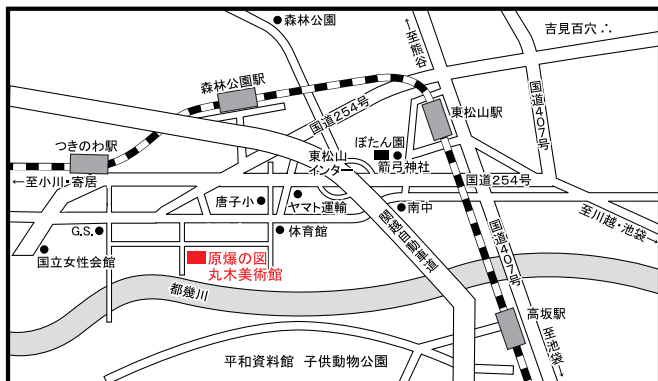 森林公園
←至熊谷
吉見百穴 ∴
森林公園駅
国道254号
国道407号
東松山駅
つきのわ駅
ぼたん園
東松山
インター
箭弓神社
国道254号
←至小川・寄居
唐子小
ヤマト運輸
南中
至川越・池袋→
G.S.
体育館
関越自動車道
国道407号
国立女性会館
原爆の図
丸木美術館
都幾川
高坂駅
至池袋→
平和資料館 子供動物公園